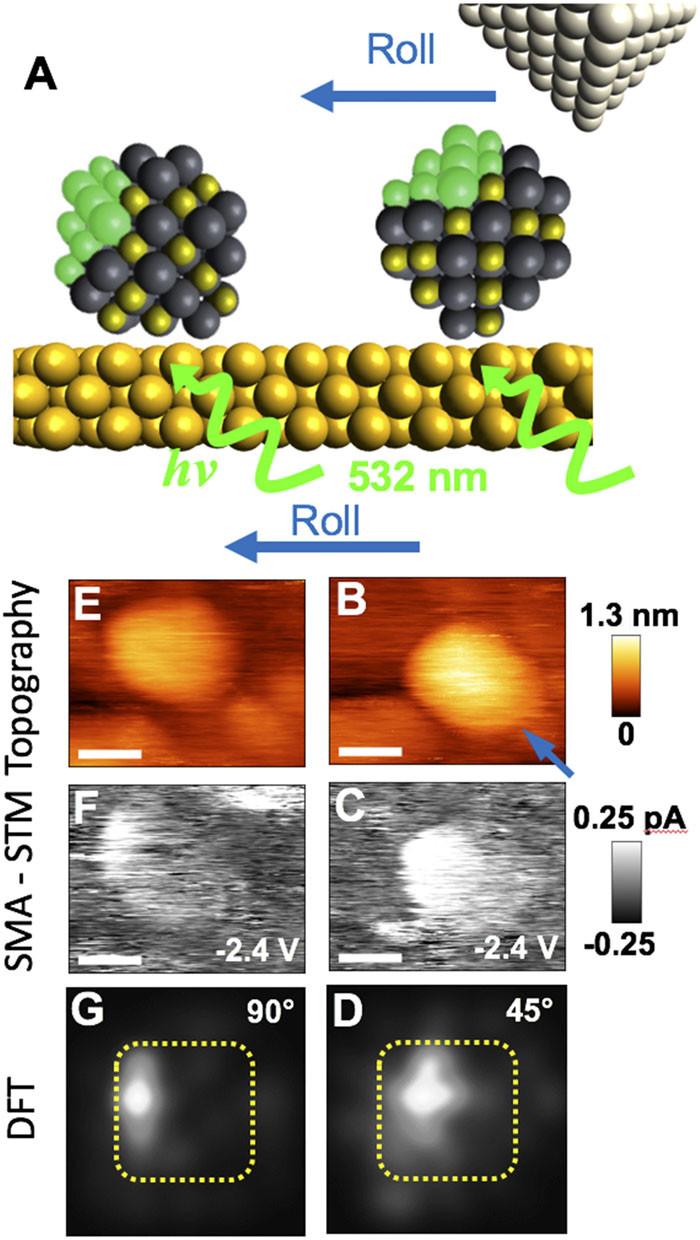 A
Roll
hν
532 nm
Roll
Topography
E
B
1.3 nm
0
SMA - STM
F
-2.4 V
C
-2.4 V
0.25 pA
-0.25
DFT
G
90°
D
45°